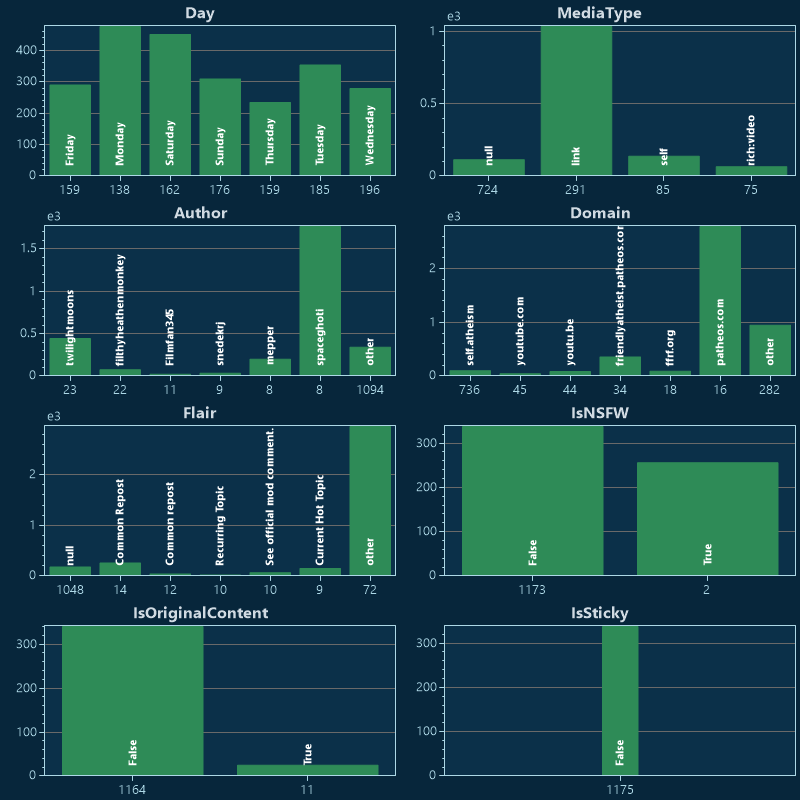 Day
400
300
200
100
0
Friday
Monday
Saturday
Sunday
Thursday
Tuesday
Wednesday
159 138 162 176 159 185 196
MediaType
e3
1
0.5
0
null
link
self
rich:video
724 291 85 75
Author
e3
1.5
1
0.5
0
twilightmoons
filthyheathenmonkey
Filmfan345
snedekrj
mepper
spaceghoti
other
23 22 11 9 8 8 1094
Domain
e3
2
1
0
self.atheism
youtube.com
youtu.be
friendlyatheist.patheos.com
ffrf.org
patheos.com
other
736 45 44 34 18 16 282
Flair
e3
2
1
0
null
Common Repost
Common repost
Recurring Topic
See official mod comment.
Current Hot Topic
other
1048 14 12 10 10 9 72
IsNSFW
300
200
100
0
False
True
1173 2
IsOriginalContent
300
200
100
0
False
True
1164 11
IsSticky
300
200
100
0
False
1175